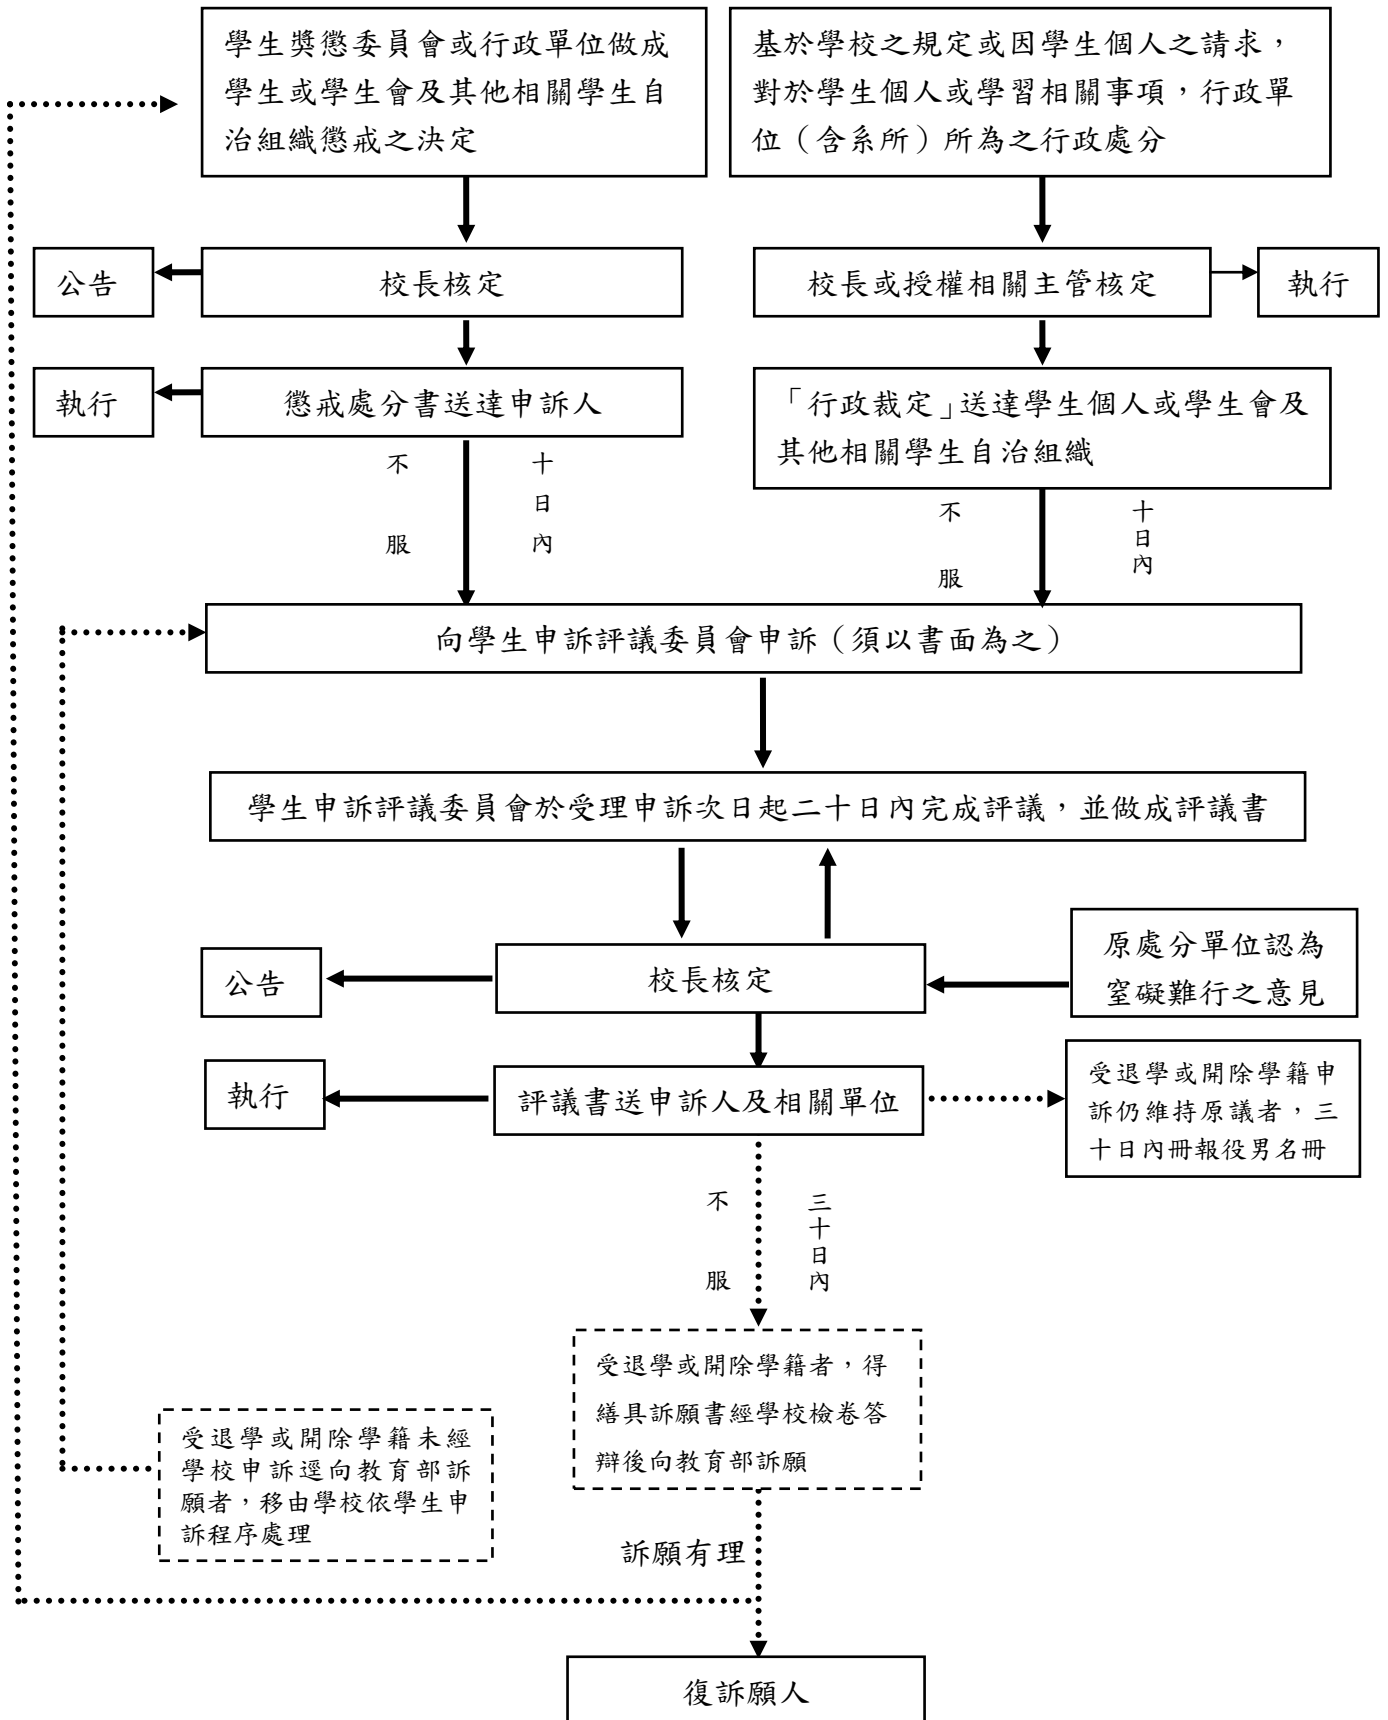 學生獎懲委員會或行政單位做成
學生或學生會及其他相關學生自
治組織懲戒之決定
基於學校之規定或因學生個人之請求，
對於學生個人或學習相關事項，行政單
位（含系所）所為之行政處分
公告
校長核定
校長或授權相關主管核定
執行
執行
懲戒處分書送達申訴人
「行政裁定」送達學生個人或學生會及
其他相關學生自治組織
不服
十日內
不服
十日內
向學生申訴評議委員會申訴（須以書面為之）
學生申訴評議委員會於受理申訴次日起二十日內完成評議，並做成評議書
公告
校長核定
原處分單位認為
窒礙難行之意見
執行
評議書送申訴人及相關單位
受退學或開除學籍申
訴仍維持原議者，三
十日內冊報役男名冊
不服
三十日內
受退學或開除學籍者，得
繕具訴願書經學校檢卷答
辯後向教育部訴願
受退學或開除學籍未經
學校申訴逕向教育部訴
願者，移由學校依學生申
訴程序處理
訴願有理
復訴願人